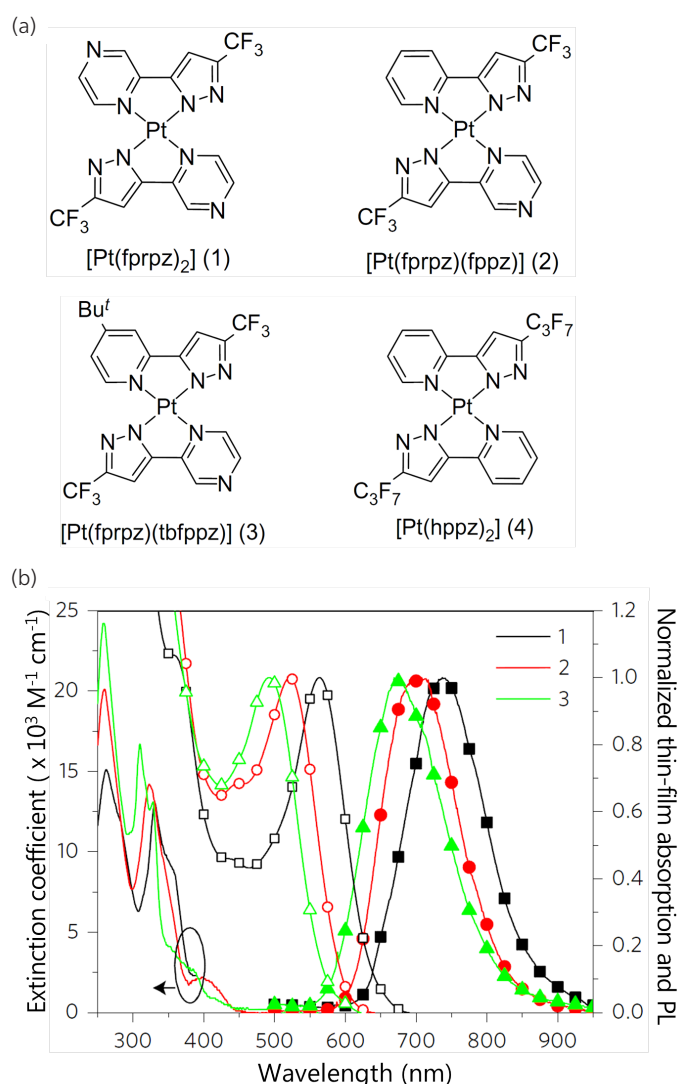 (a)
N
CF₃
N
N
N
N
Pt
N
N
N
CF₃
N
[Pt(fprpz)₂] (1)
CF₃
N
N
N
Pt
N
N
N
CF₃
N
[Pt(fprpz)(fppz)] (2)
Buᵗ
CF₃
N
N
N
Pt
N
N
N
CF₃
N
[Pt(fprpz)(tbfppz)] (3)
C₃F₇
N
N
N
Pt
N
N
N
C₃F₇
[Pt(hppz)₂] (4)
(b)
Extinction coefficient ( x 10³ M⁻¹ cm⁻¹)
25
20
15
10
5
0
1
2
3
1.2
1.0
0.8
0.6
0.4
0.2
0.0
Normalized thin-film absorption and PL
300 400 500 600 700 800 900
Wavelength (nm)